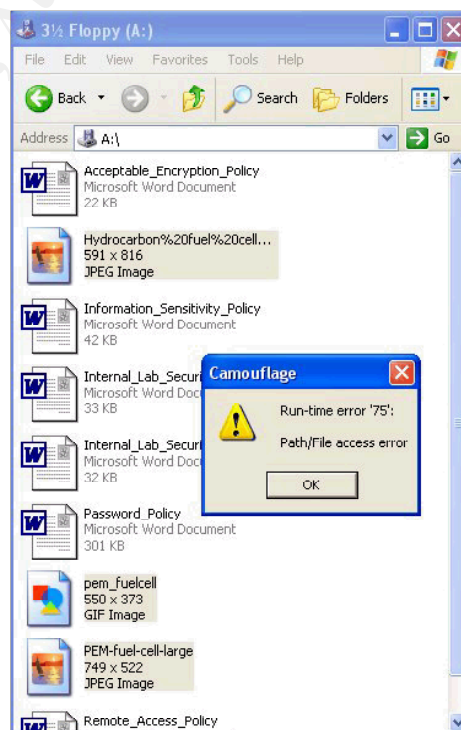 3½ Floppy (A:)
File Edit View Favorites Tools Help
Back Search Folders
Address A:\ Go
Acceptable_Encryption_Policy
Microsoft Word Document
22 KB
Hydrocarbon%20fuel%20cell...
591 x 816
JPEG Image
Information_Sensitivity_Policy
Microsoft Word Document
42 KB
Internal_Lab_Securi
Microsoft Word Doc
33 KB
Internal_Lab_Securi
Microsoft Word Doc
32 KB
Camouflage
Run-time error '75':
Path/File access error
OK
Password_Policy
Microsoft Word Document
301 KB
pem_fuelcell
550 x 373
GIF Image
PEM-fuel-cell-large
749 x 522
JPEG Image
Remote_Access_Policy